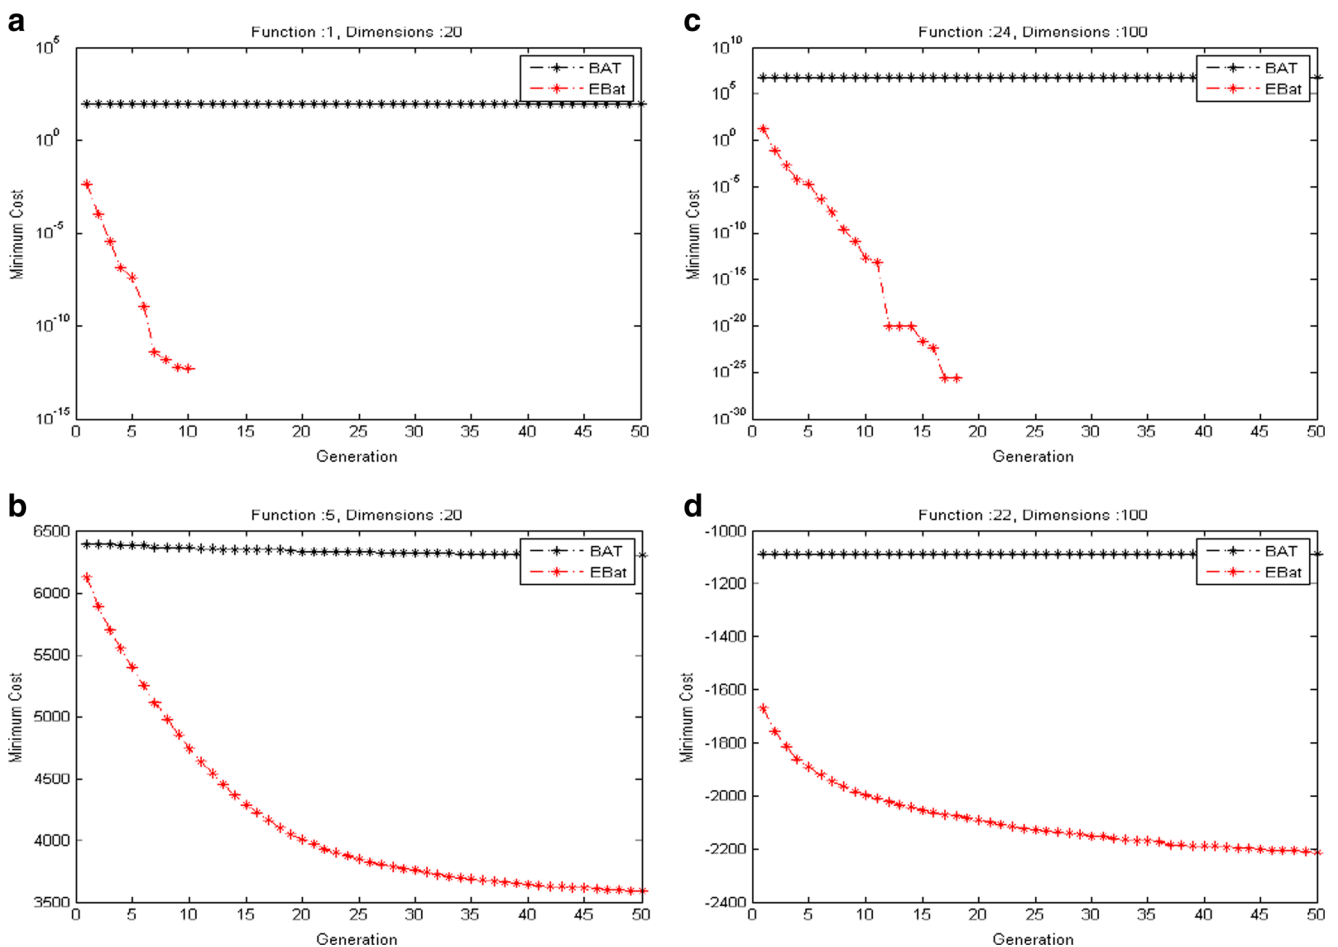 a
Function :1, Dimensions :20
10^5
10^0
10^-5
10^-10
10^-15
Minimum Cost
BAT
EBat
0 5 10 15 20 25 30 35 40 45 50
Generation
c
Function :24, Dimensions :100
10^10
10^5
10^0
10^-5
10^-10
10^-15
10^-20
10^-25
10^-30
Minimum Cost
BAT
EBat
0 5 10 15 20 25 30 35 40 45 50
Generation
b
Function :5, Dimensions :20
6500
6000
5500
5000
4500
4000
3500
Minimum Cost
BAT
EBat
0 5 10 15 20 25 30 35 40 45 50
Generation
d
Function :22, Dimensions :100
-1000
-1200
-1400
-1600
-1800
-2000
-2200
-2400
Minimum Cost
BAT
EBat
0 5 10 15 20 25 30 35 40 45 50
Generation